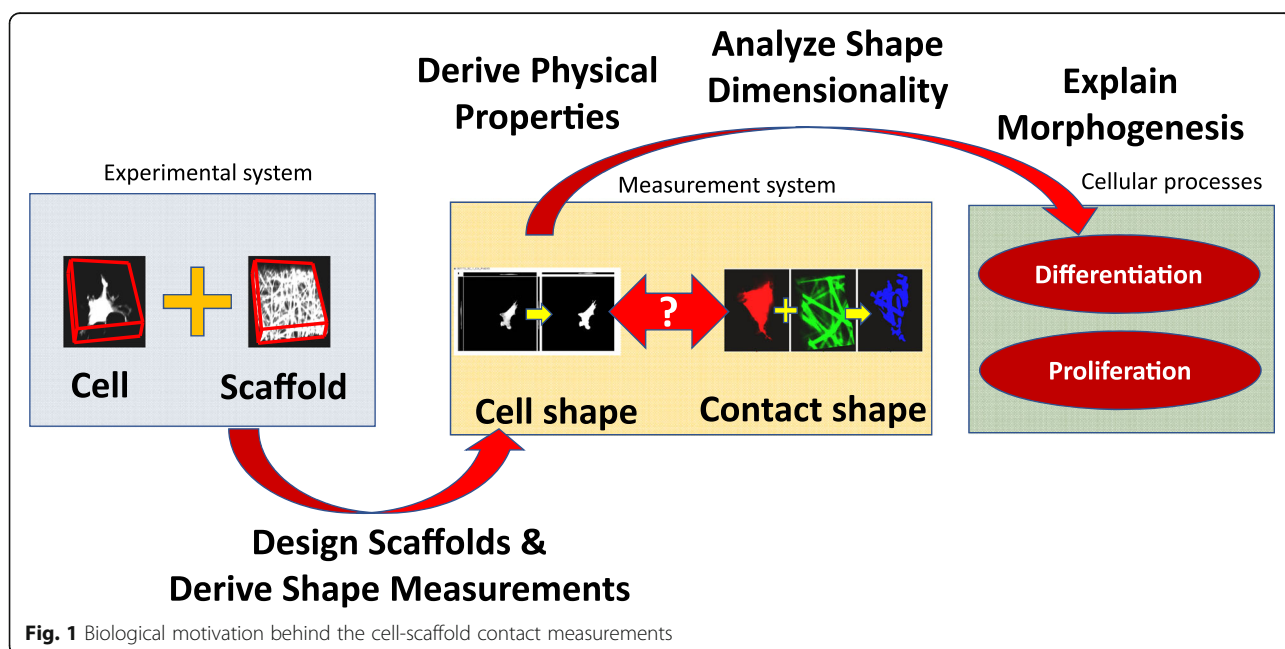 Derive Physical
Properties
Analyze Shape
Dimensionality
Explain
Morphogenesis
Experimental system
Measurement system
Cellular processes
Cell
Scaffold
?
Cell shape
Contact shape
Differentiation
Proliferation
Design Scaffolds &
Derive Shape Measurements
Fig. 1 Biological motivation behind the cell-scaffold contact measurements